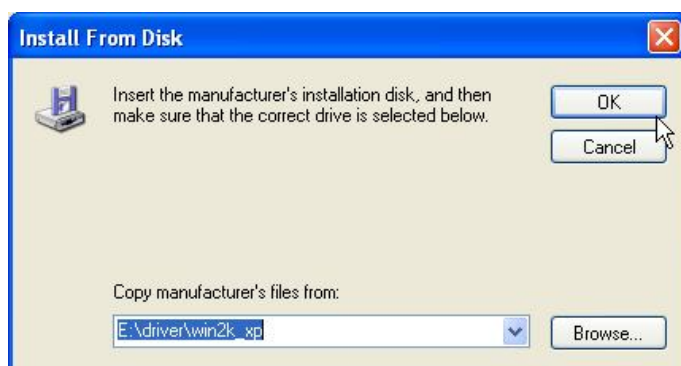 Install From Disk
Insert the manufacturer's installation disk, and then
make sure that the correct drive is selected below.
OK
Cancel
Copy manufacturer's files from:
E:\driver\win2k_xp
Browse...